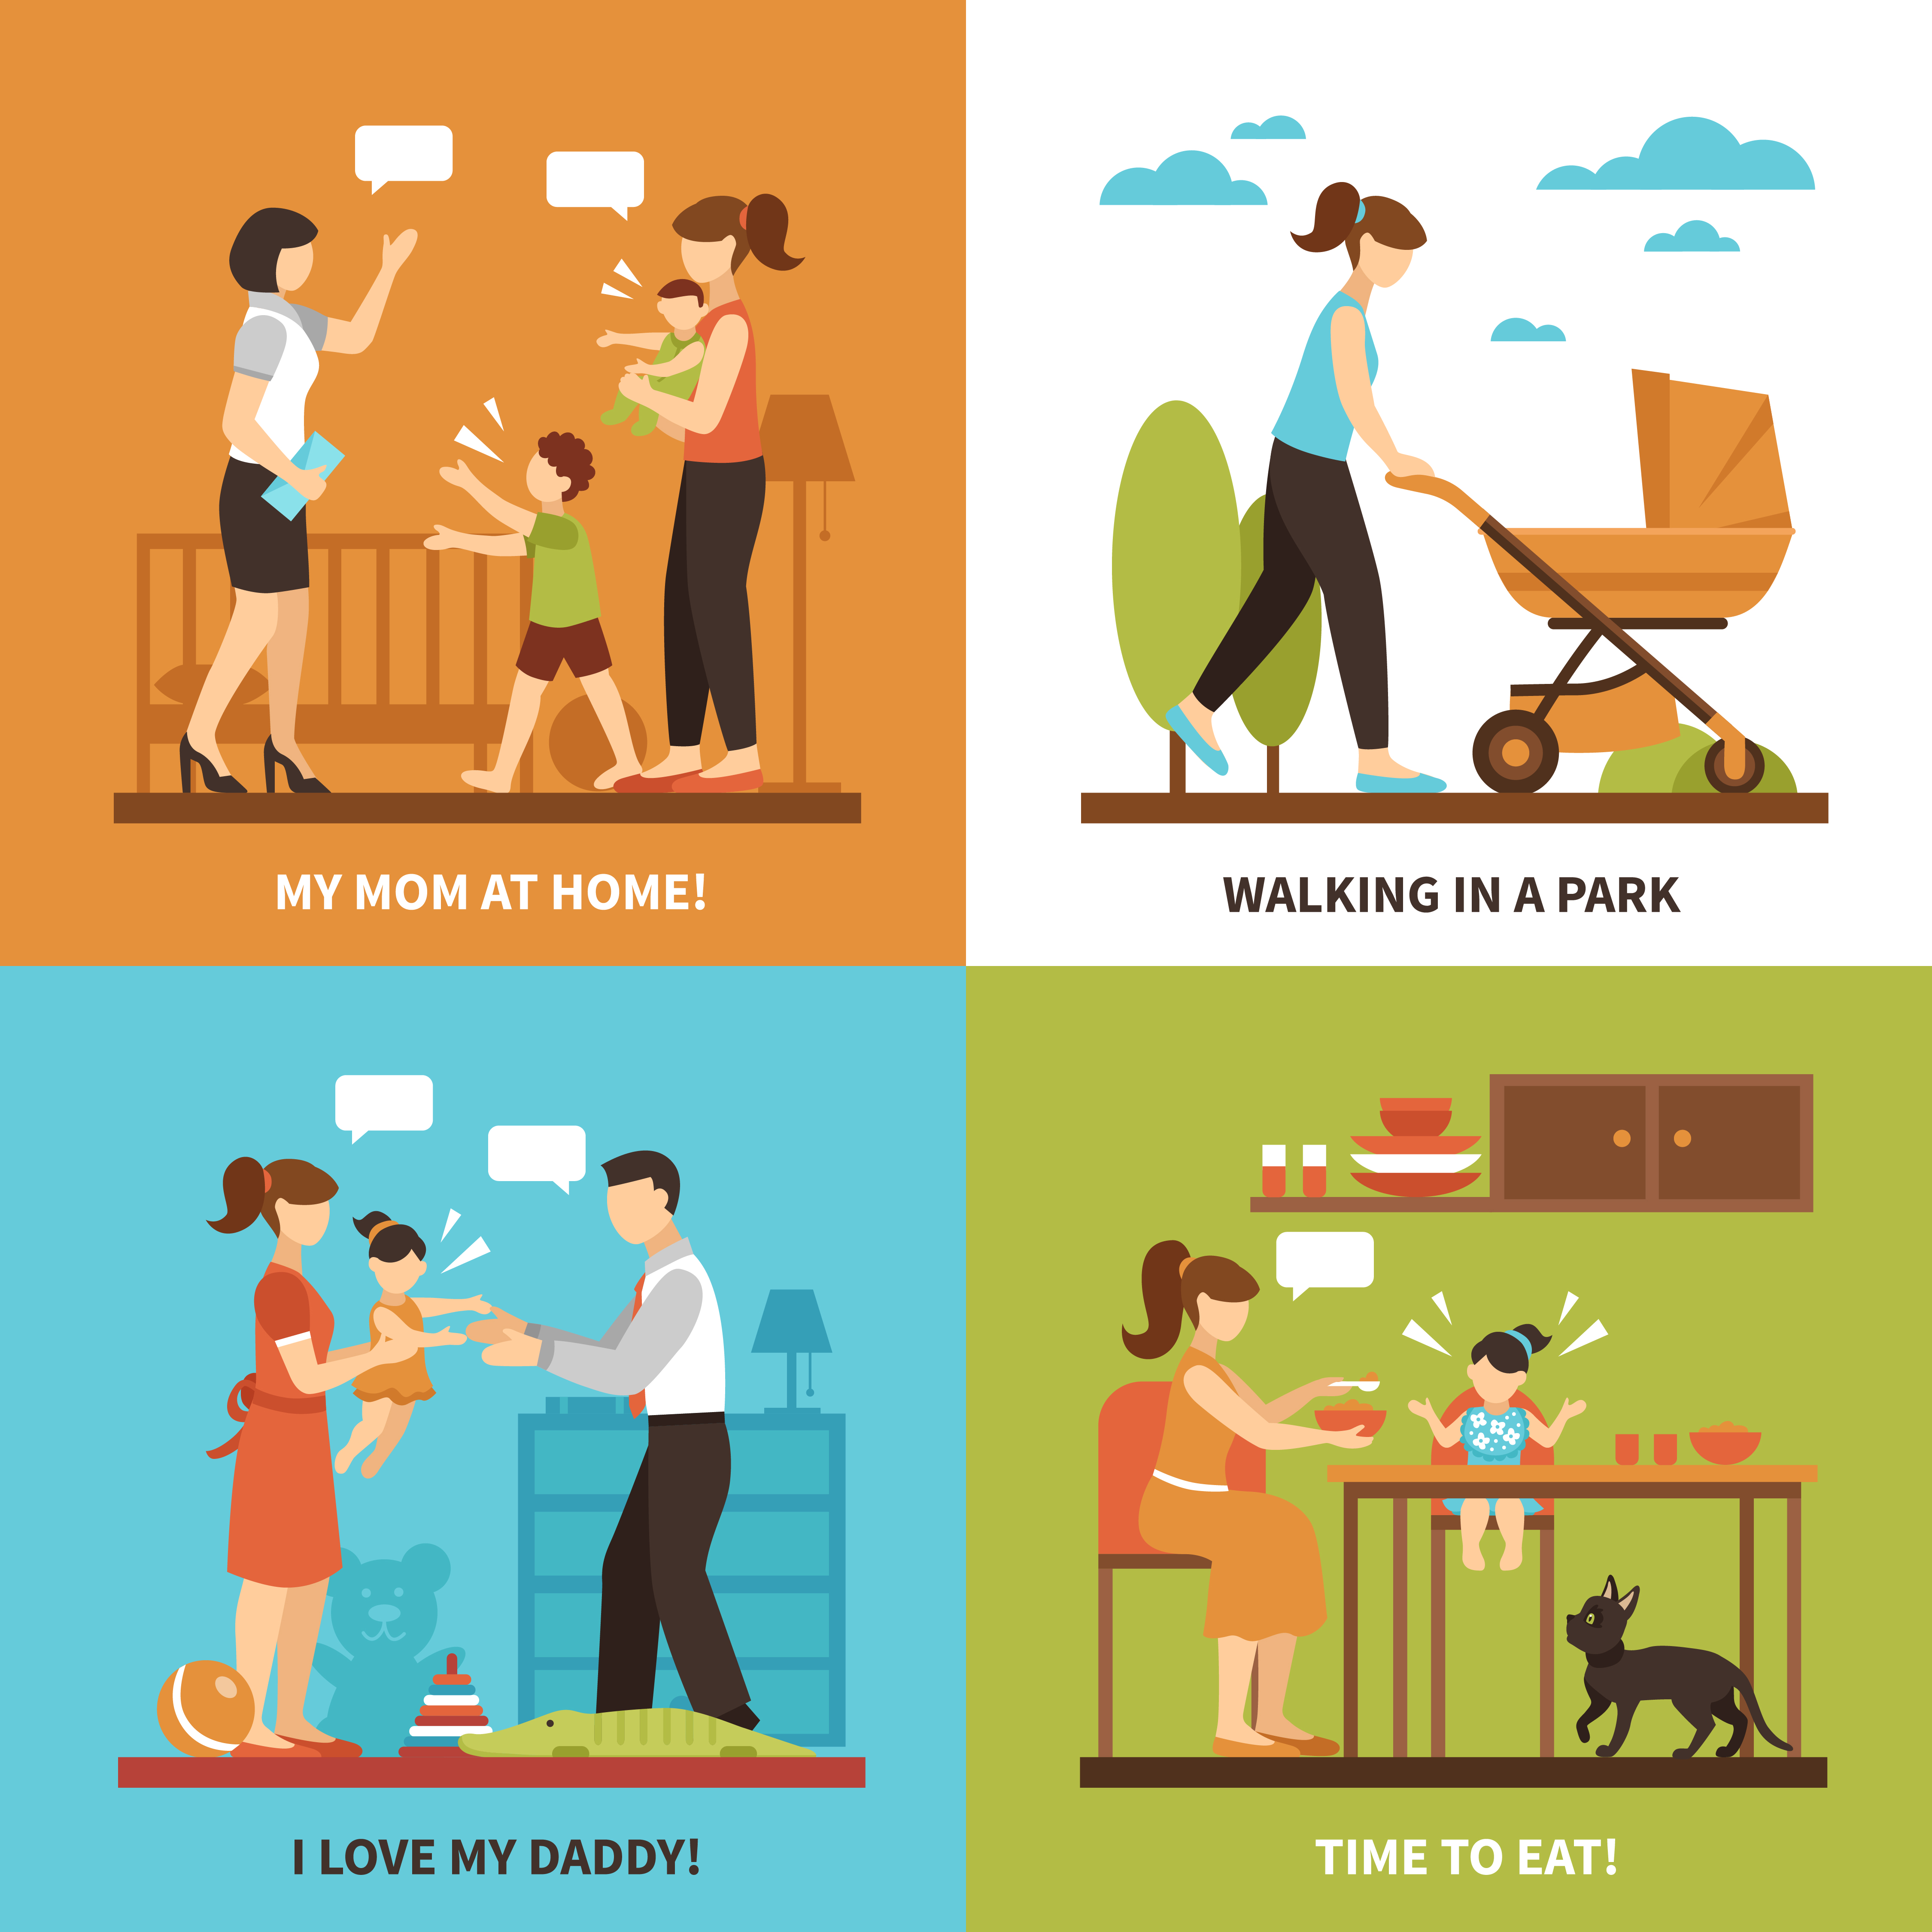 MY MOM AT HOME!
WALKING IN A PARK
I LOVE MY DADDY!
TIME TO EAT!